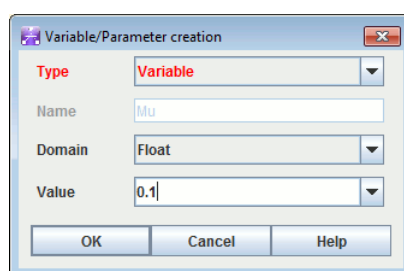 Variable/Parameter creation
Type Variable
Name Mu
Domain Float
Value 0.1
OK Cancel Help